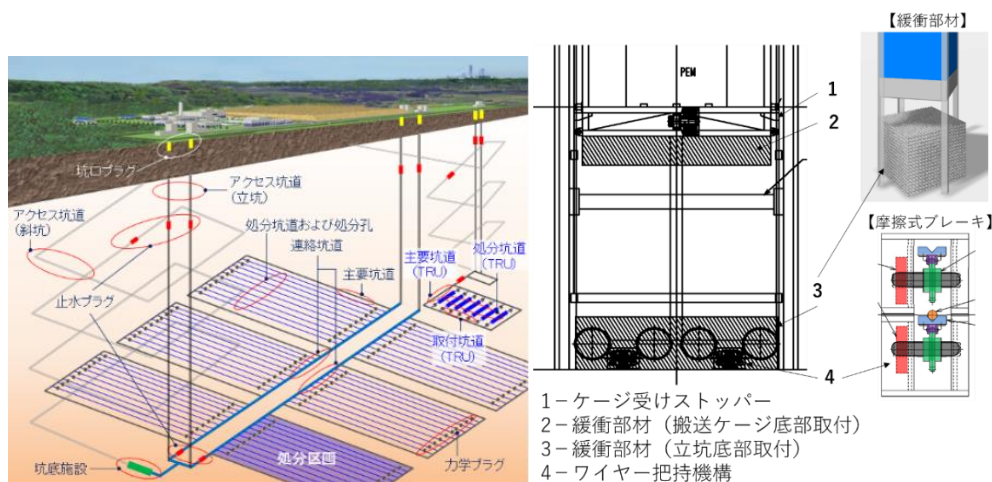 坑口プラグ
アクセス坑道
(立坑)
アクセス坑道
(斜坑)
処分坑道および処分孔
連絡坑道
主要坑道
主要坑道
(TRU)
処分坑道
(TRU)
止水プラグ
取付坑道
(TRU)
坑底施設
処分区画
力学プラグ
PEM
1
2
3
4
【緩衝部材】
【摩擦式ブレーキ】
1-ケージ受けストッパー
2-緩衝部材（搬送ケージ底部取付）
3-緩衝部材（立坑底部取付）
4-ワイヤー把持機構